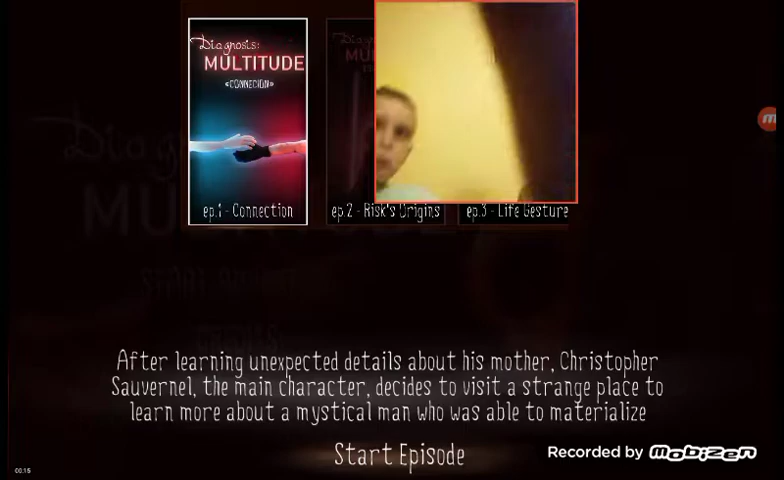 Diagnosis:
MULTITUDE
«CONNECION»
ep.1 - Connection
ep.2 - Risk's Origins
ep.3 - Life Gesture
After learning unexpected details about his mother, Christopher
Sauvernel, the main character, decides to visit a strange place to
learn more about a mystical man who was able to materialize
Start Episode
Recorded by mobizen
00:15